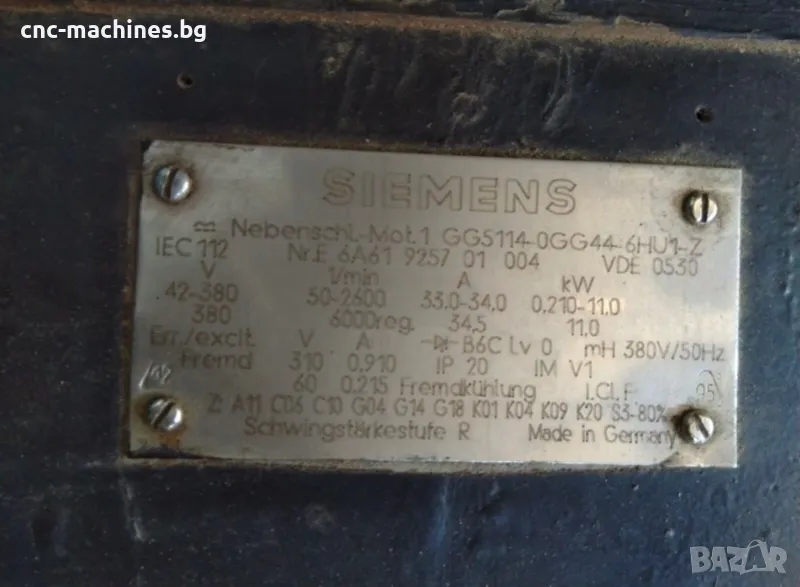 cnc-machines.bg
SIEMENS
Nebenschl.-Mot.1 GG5114-0GG44-6HU1-Z
IEC 112 Nr.E 6A61 9257 01 004 VDE 0530
V 1/min A kW
42-380 50-2600 33.0-34,0 0,210-11.0
380 6000reg. 34,5 11.0
Err./excit. V A B6C Lv 0 mH 380V/50Hz
Fremd 310 0,910 IP 20 IM V1
60 0.215 Fremdkühlung I.Cl. F 95
Z: A11 C06 C10 G04 G14 G18 K01 K04 K09 K20 S3-80%
Schwingstärkestufe R Made in Germany
BAZAR